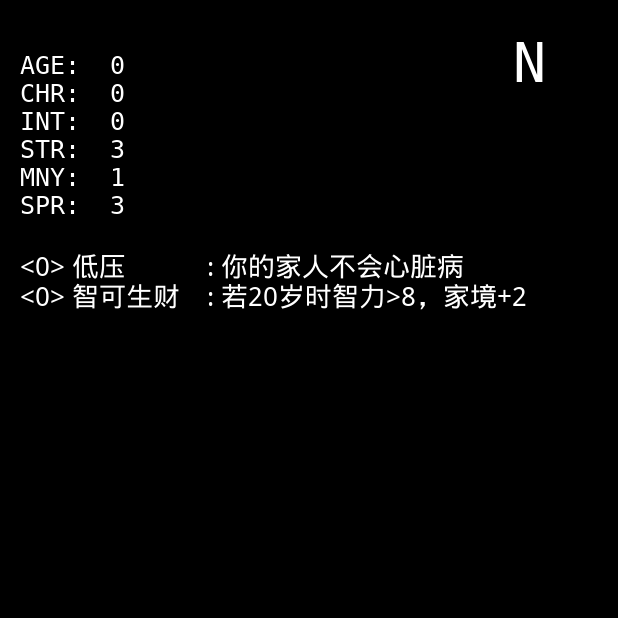 N
AGE: 0
CHR: 0
INT: 0
STR: 3
MNY: 1
SPR: 3
<O> 低压 : 你的家人不会心脏病
<O> 智可生财 : 若20岁时智力>8，家境+2